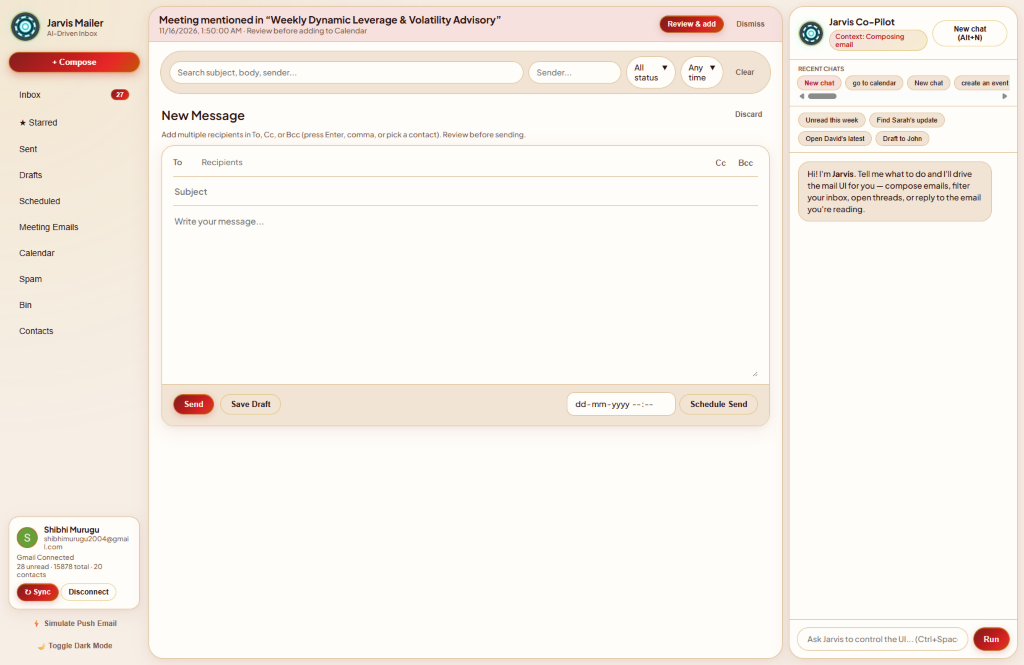 Jarvis Mailer
AI-Driven Inbox
+ Compose
Inbox 27
★ Starred
Sent
Drafts
Scheduled
Meeting Emails
Calendar
Spam
Bin
Contacts
S
Shibhi Murugu
shibhimurugu2004@gmai
l.com
Gmail Connected
28 unread · 15878 total · 20
contacts
↻ Sync Disconnect
Simulate Push Email
Toggle Dark Mode
Meeting mentioned in “Weekly Dynamic Leverage & Volatility Advisory”
11/16/2026, 1:50:00 AM · Review before adding to Calendar
Review & add Dismiss
Search subject, body, sender...
Sender...
All
status
Any
time
Clear
New Message
Discard
Add multiple recipients in To, Cc, or Bcc (press Enter, comma, or pick a contact). Review before sending.
To Recipients Cc Bcc
Subject
Write your message...
Send Save Draft dd-mm-yyyy --:-- Schedule Send
Jarvis Co-Pilot
Context: Composing
email
New chat
(Alt+N)
RECENT CHATS
New chat go to calendar New chat create an event
Unread this week Find Sarah's update
Open David's latest Draft to John
Hi! I'm Jarvis. Tell me what to do and I'll drive
the mail UI for you — compose emails, filter
your inbox, open threads, or reply to the email
you're reading.
Ask Jarvis to control the UI... (Ctrl+Spac
Run